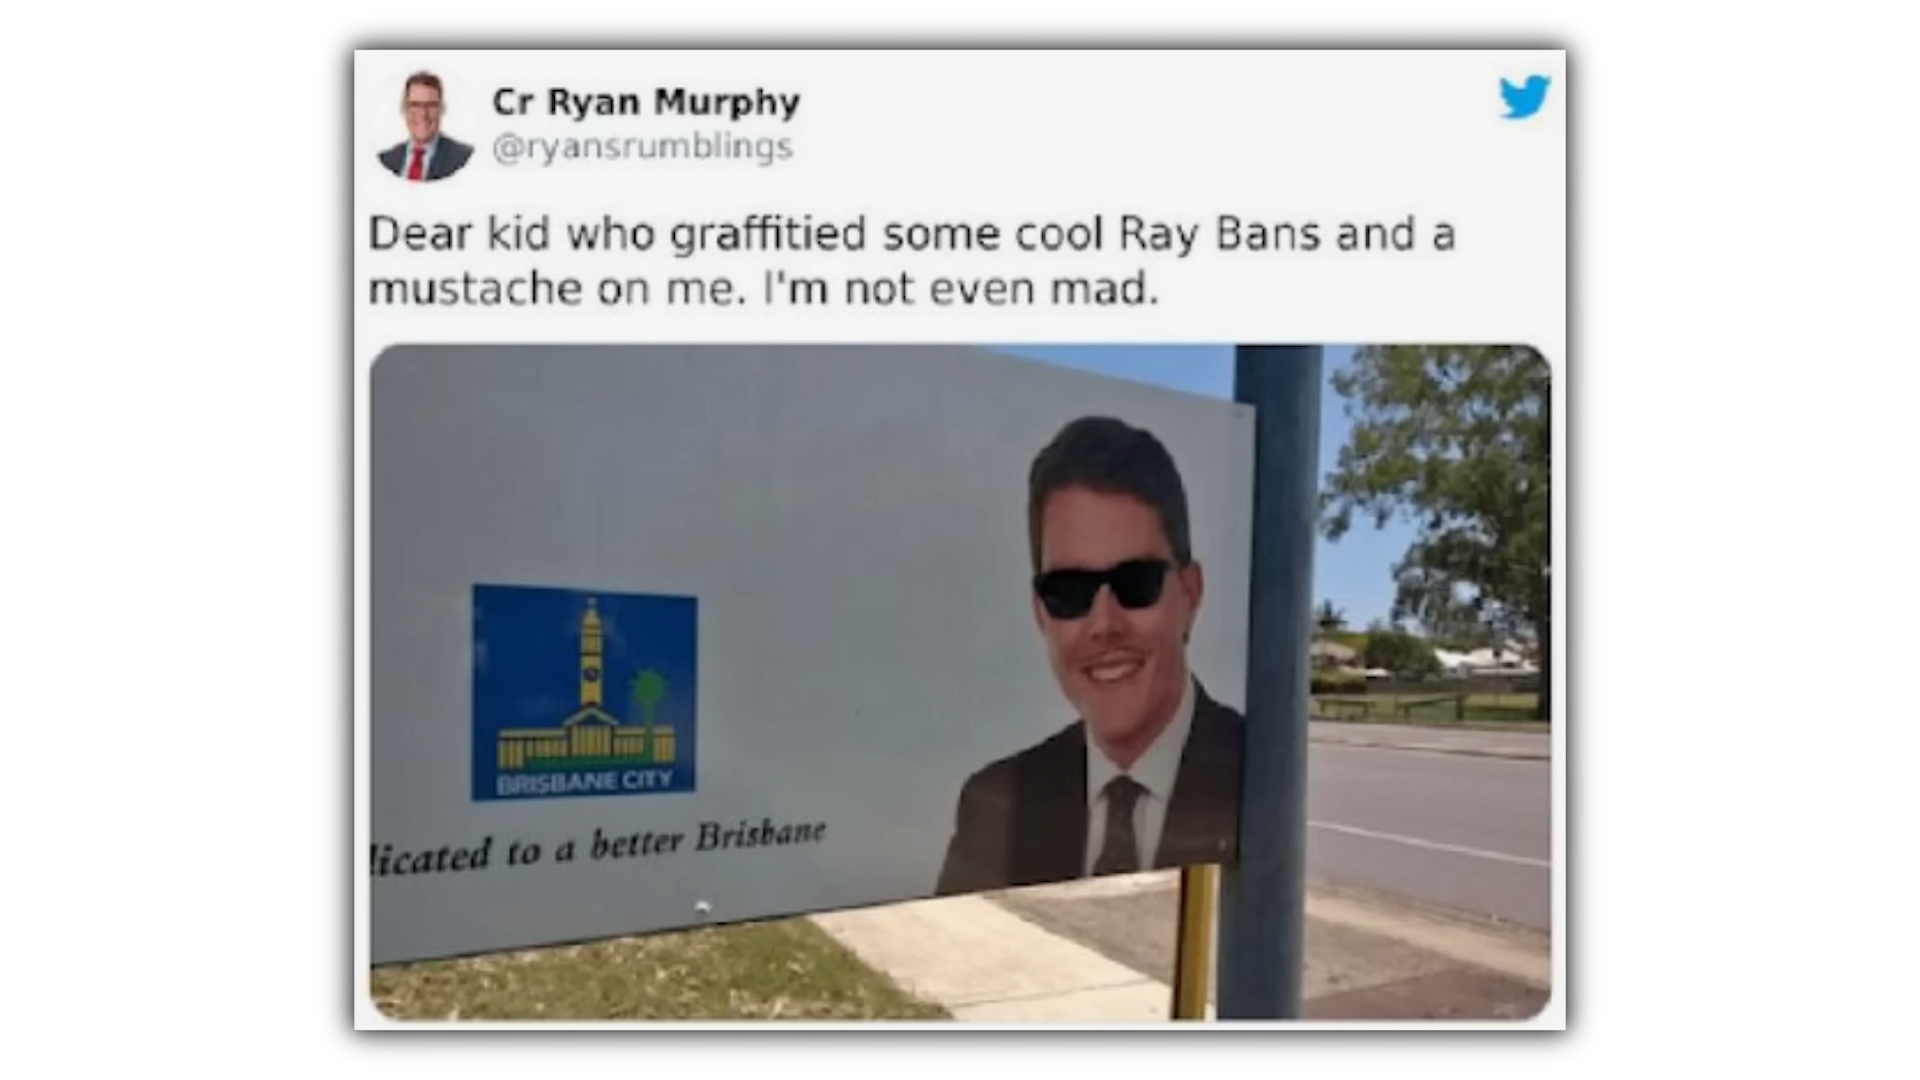 Cr Ryan Murphy
@ryansrumblings
Dear kid who graffitied some cool Ray Bans and a
mustache on me. I'm not even mad.
BRISBANE CITY
licated to a better Brisbane